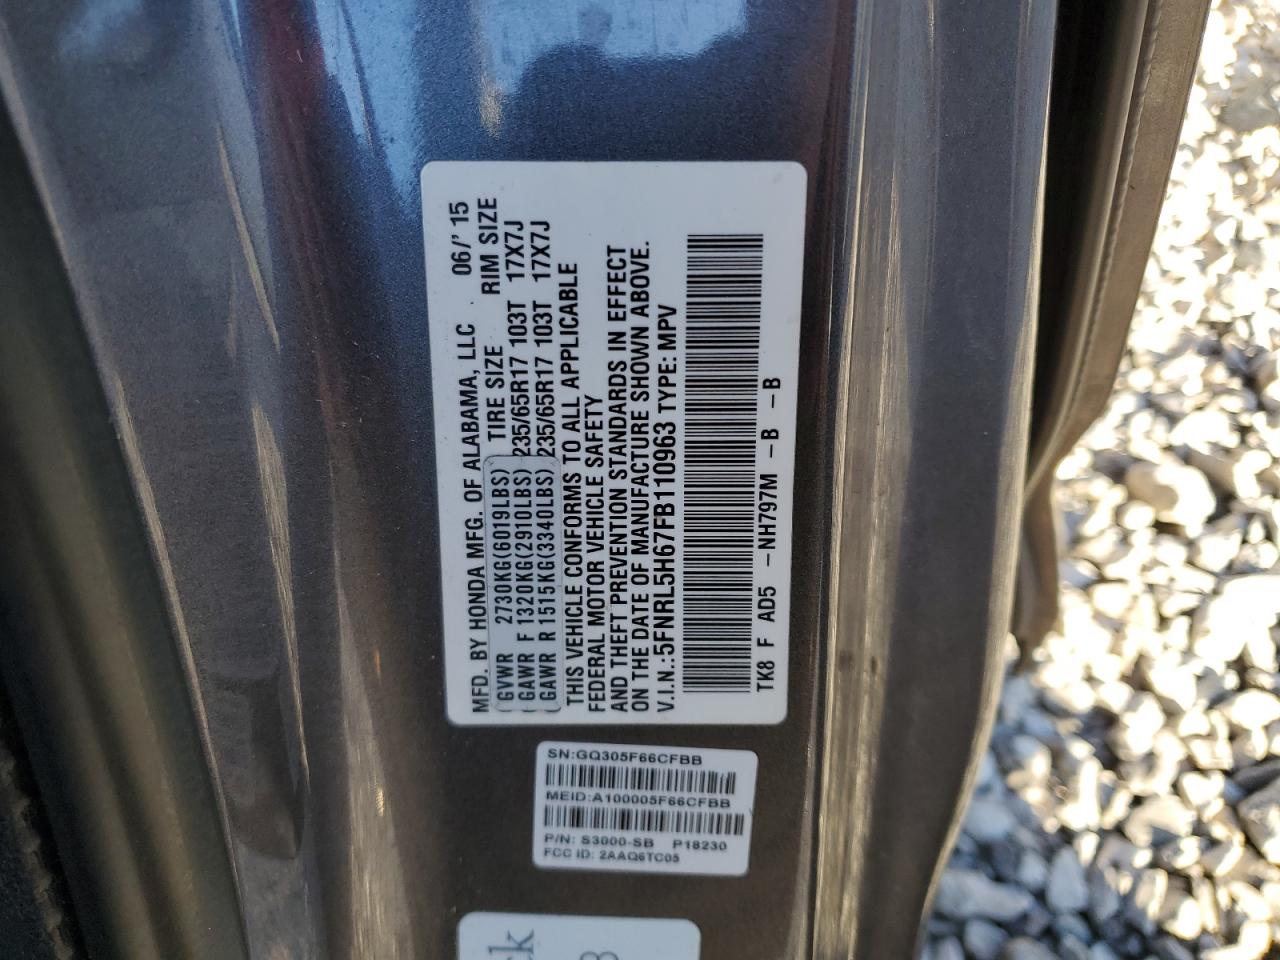 MFD. BY HONDA MFG. OF ALABAMA, LLC 06/'15
TIRE SIZE RIM SIZE
GVWR 2730KG(6019LBS)
GAWR F 1320KG(2910LBS) 235/65R17 103T 17X7J
GAWR R 1515KG(3340LBS) 235/65R17 103T 17X7J
THIS VEHICLE CONFORMS TO ALL APPLICABLE
FEDERAL MOTOR VEHICLE SAFETY
AND THEFT PREVENTION STANDARDS IN EFFECT
ON THE DATE OF MANUFACTURE SHOWN ABOVE.
V.I.N.:5FNRL5H67FB110963 TYPE: MPV
TK8 F AD5 -NH797M -B -B
SN:GQ305F66CFBB
MEID:A100005F66CFBB
P/N: S3000-SB P18230
FCC ID: 2AAQ6TC05